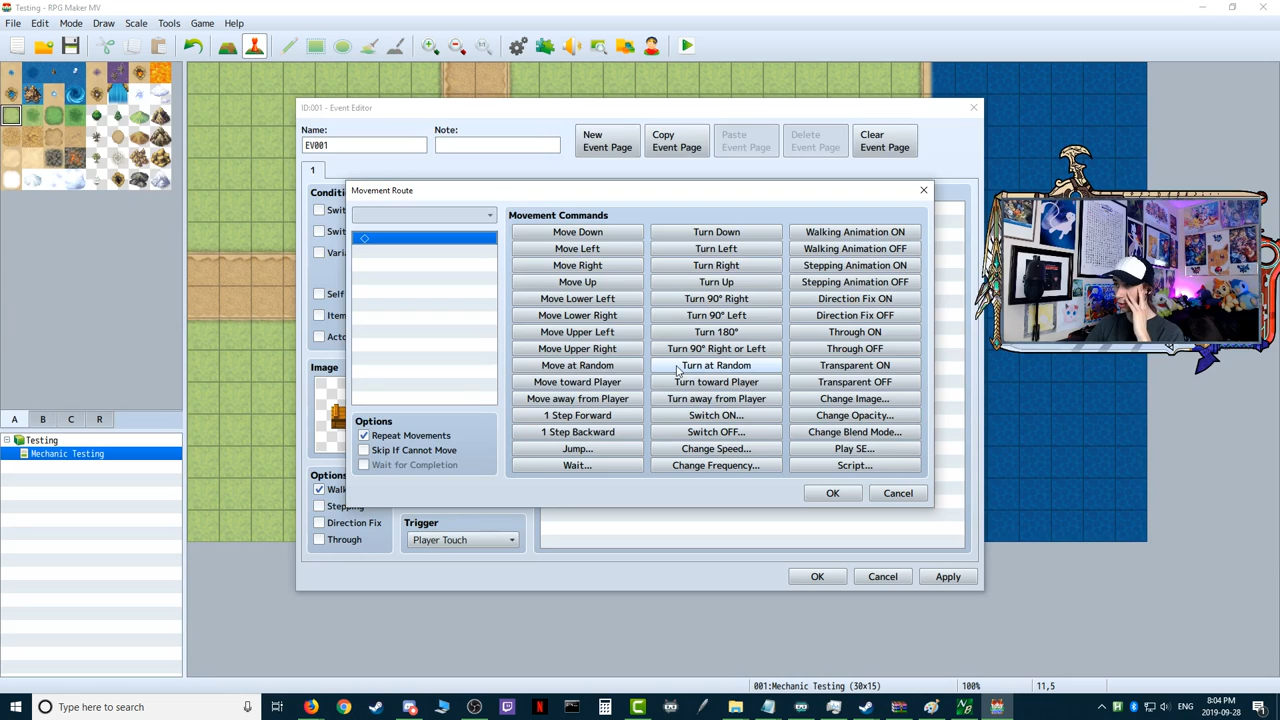 Testing - RPG Maker MV
File Edit Mode Draw Scale Tools Game Help
ID:001 - Event Editor
Name:
Note:
EV001
New
Event Page
Copy
Event Page
Paste
Event Page
Delete
Event Page
Clear
Event Page
1
Movement Route
Movement Commands
Move Down Turn Down Walking Animation ON
Move Left Turn Left Walking Animation OFF
Move Right Turn Right Stepping Animation ON
Move Up Turn Up Stepping Animation OFF
Move Lower Left Turn 90° Right Direction Fix ON
Move Lower Right Turn 90° Left Direction Fix OFF
Move Upper Left Turn 180° Through ON
Move Upper Right Turn 90° Right or Left Through OFF
Move at Random Turn at Random Transparent ON
Move toward Player Turn toward Player Transparent OFF
Move away from Player Turn away from Player Change Image...
1 Step Forward Switch ON... Change Opacity...
1 Step Backward Switch OFF... Change Blend Mode...
Jump... Change Speed... Play SE...
Wait... Change Frequency... Script...
Options
Repeat Movements
Skip If Cannot Move
Wait for Completion
OK Cancel
Image
Options
Direction Fix
Through
Trigger
Player Touch
OK Cancel Apply
A B C R
Testing
Mechanic Testing
001:Mechanic Testing (30x15) 100% 11,5
Type here to search
ENG
8:04 PM
2019-09-28